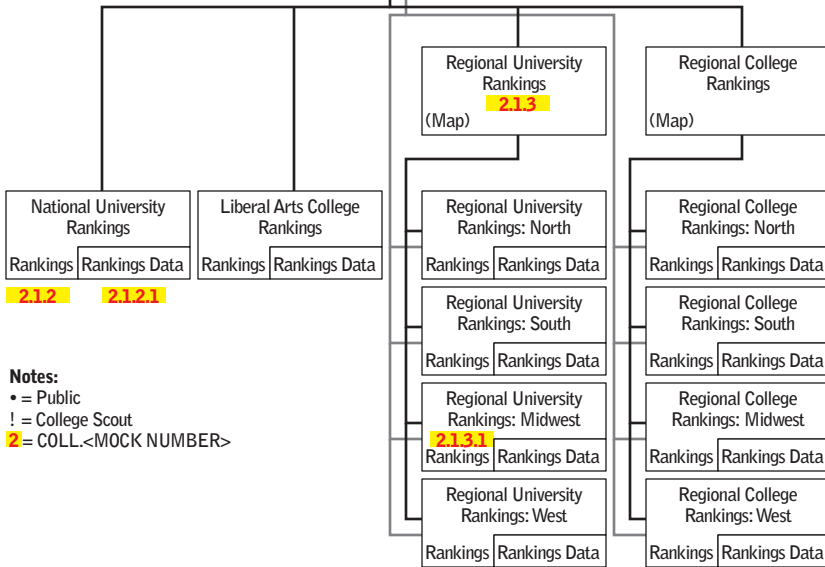 Regional University
Rankings
2.1.3
(Map)
Regional College
Rankings
(Map)
National University
Rankings
Rankings Rankings Data
2.1.2 2.1.2.1
Liberal Arts College
Rankings
Rankings Rankings Data
Regional University
Rankings: North
Rankings Rankings Data
Regional College
Rankings: North
Rankings Rankings Data
Regional University
Rankings: South
Rankings Rankings Data
Regional College
Rankings: South
Rankings Rankings Data
Regional University
Rankings: Midwest
2.1.3.1
Rankings Rankings Data
Regional College
Rankings: Midwest
Rankings Rankings Data
Regional University
Rankings: West
Rankings Rankings Data
Regional College
Rankings: West
Rankings Rankings Data
Notes:
• = Public
! = College Scout
2 = COLL.<MOCK NUMBER>